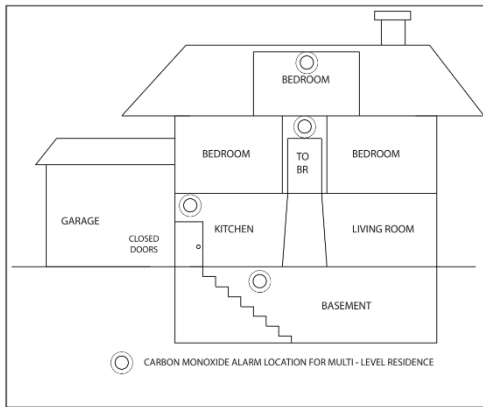 BEDROOM
BEDROOM
TO
BR
BEDROOM
GARAGE
CLOSED
DOORS
KITCHEN
LIVING ROOM
BASEMENT
CARBON MONOXIDE ALARM LOCATION FOR MULTI - LEVEL RESIDENCE